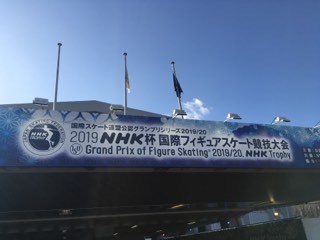 国際スケート連盟公認グランプリシリーズ2019/20
2019 NHK杯 国際フィギュアスケート競技大会
Grand Prix of Figure Skating® 2019/20 NHK Trophy
NHK